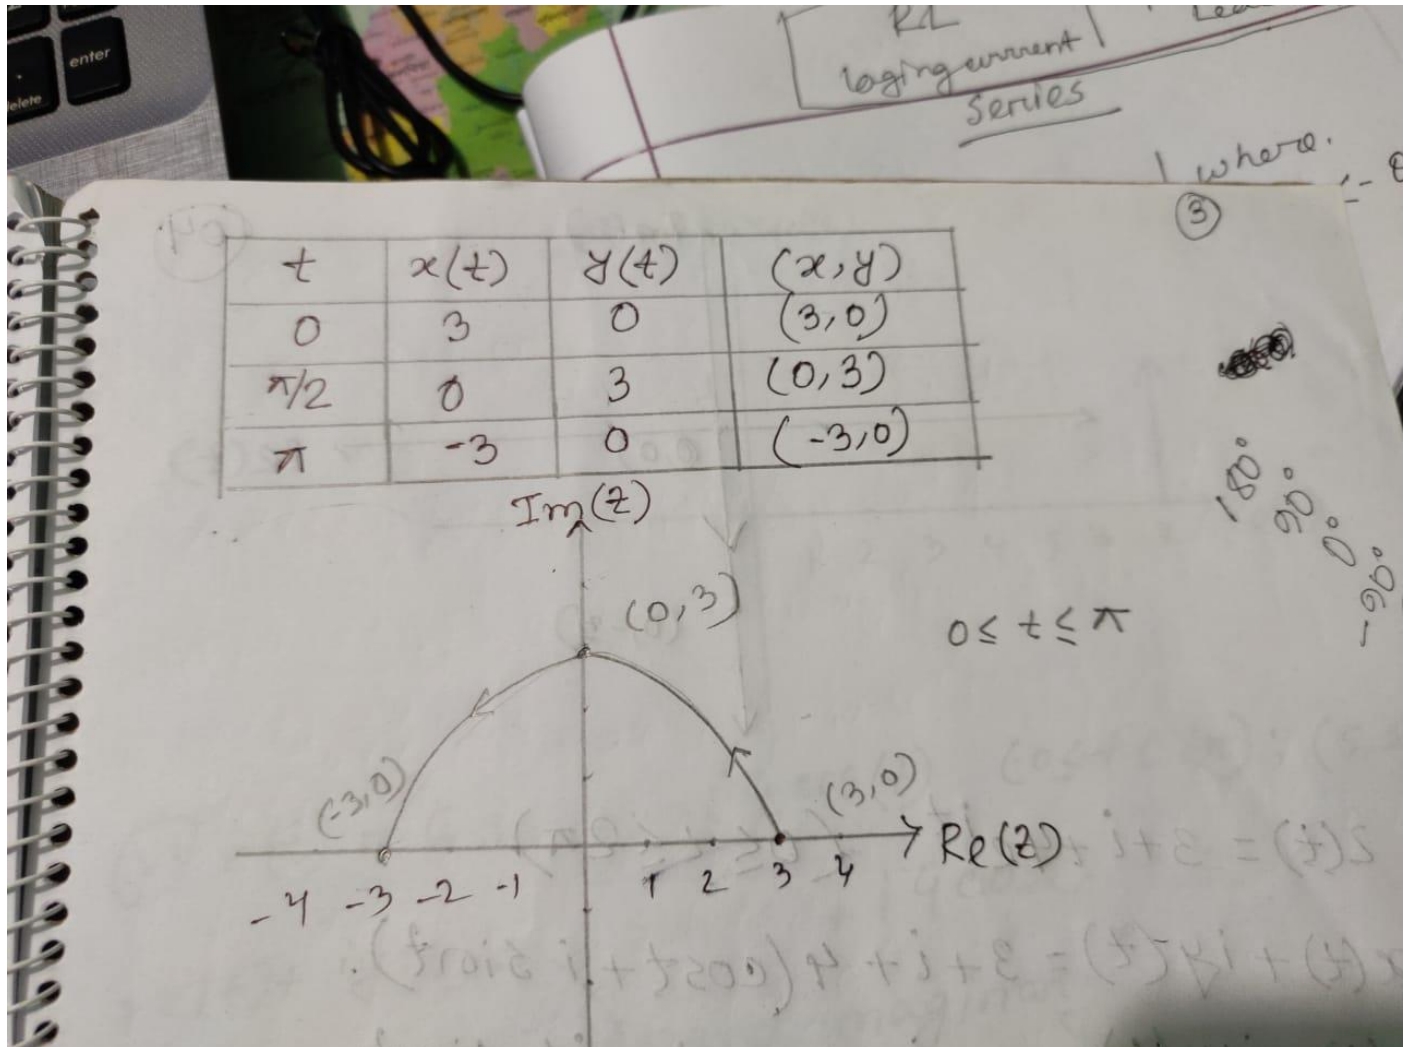 enter
delete
RL
loging current
Series
where.
3
t x(t) y(t) (x,y)
0 3 0 (3,0)
π/2 0 3 (0,3)
π -3 0 (-3,0)
Im(z)
(0,3)
0≤ t ≤ π
180°
90°
0°
-90°
(-3,0)
(3,0)
Re(z)
-4 -3 -2 -1 1 2 3 4